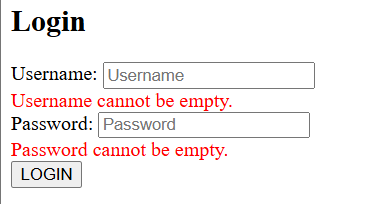 Login
Username: Username
Username cannot be empty.
Password: Password
Password cannot be empty.
LOGIN